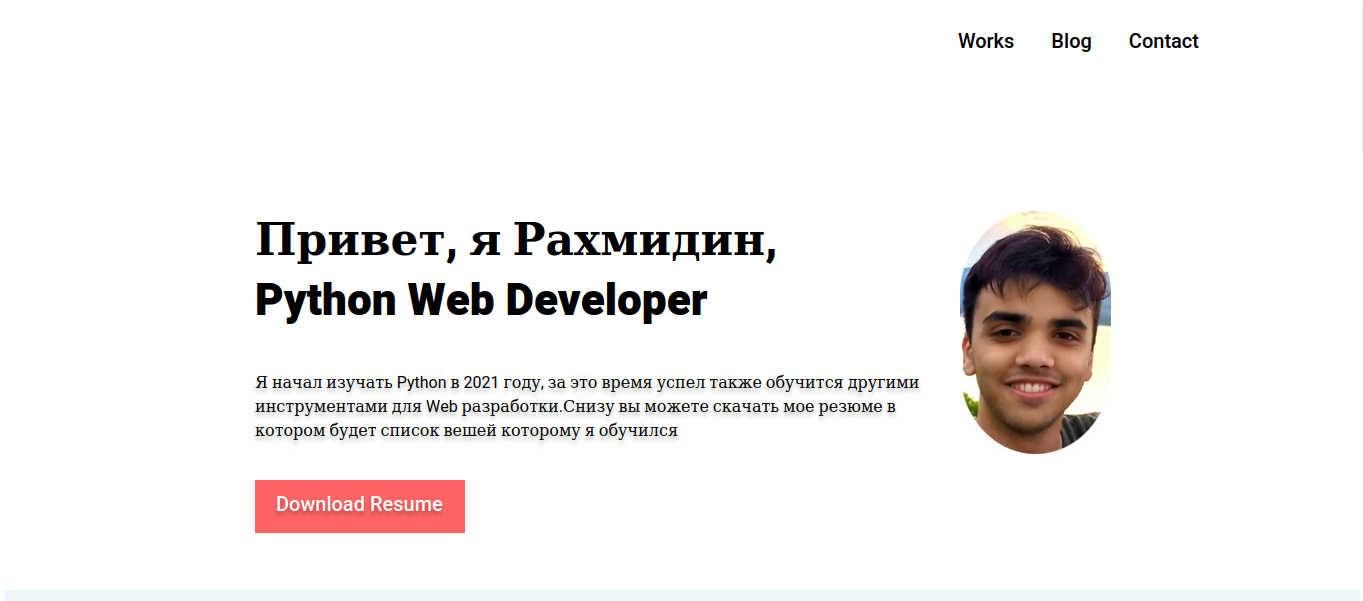 Works Blog Contact
Привет, я Рахмидин,
Python Web Developer
Я начал изучать Python в 2021 году, за это время успел также обучится другими
инструментами для Web разработки.Снизу вы можете скачать мое резюме в
котором будет список вешей которому я обучился
Download Resume